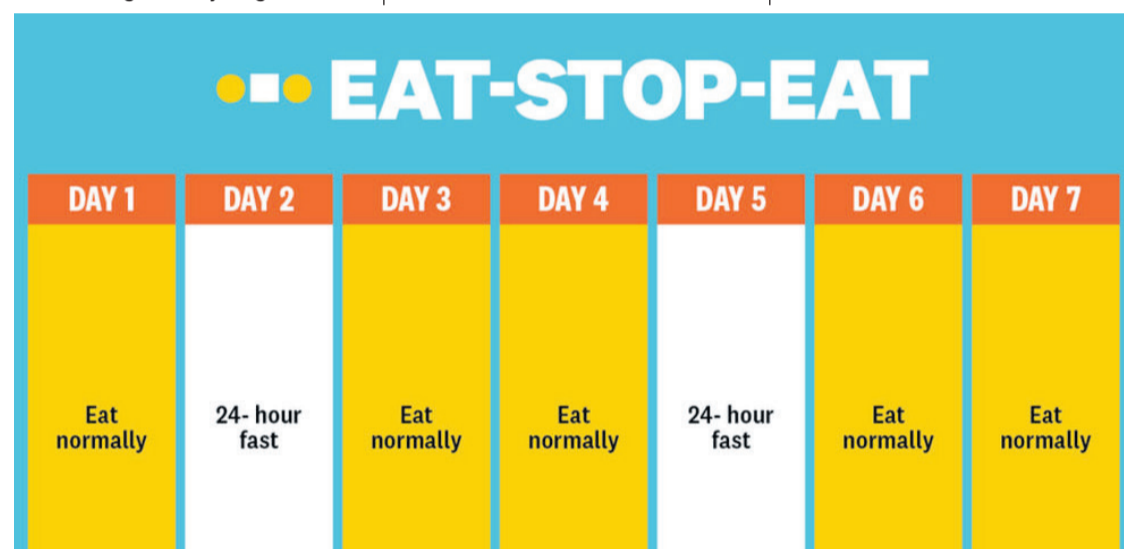 EAT-STOP-EAT
DAY 1
DAY 2
DAY 3
DAY 4
DAY 5
DAY 6
DAY 7
Eat
normally
24- hour
fast
Eat
normally
Eat
normally
24- hour
fast
Eat
normally
Eat
normally